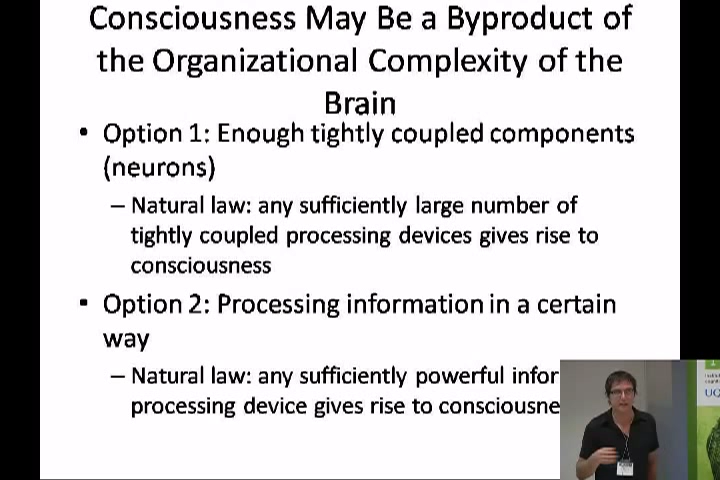 Consciousness May Be a Byproduct of
the Organizational Complexity of the
Brain
• Option 1: Enough tightly coupled components
(neurons)
– Natural law: any sufficiently large number of
tightly coupled processing devices gives rise to
consciousness
• Option 2: Processing information in a certain
way
– Natural law: any sufficiently powerful infor
processing device gives rise to consciousne
UQ